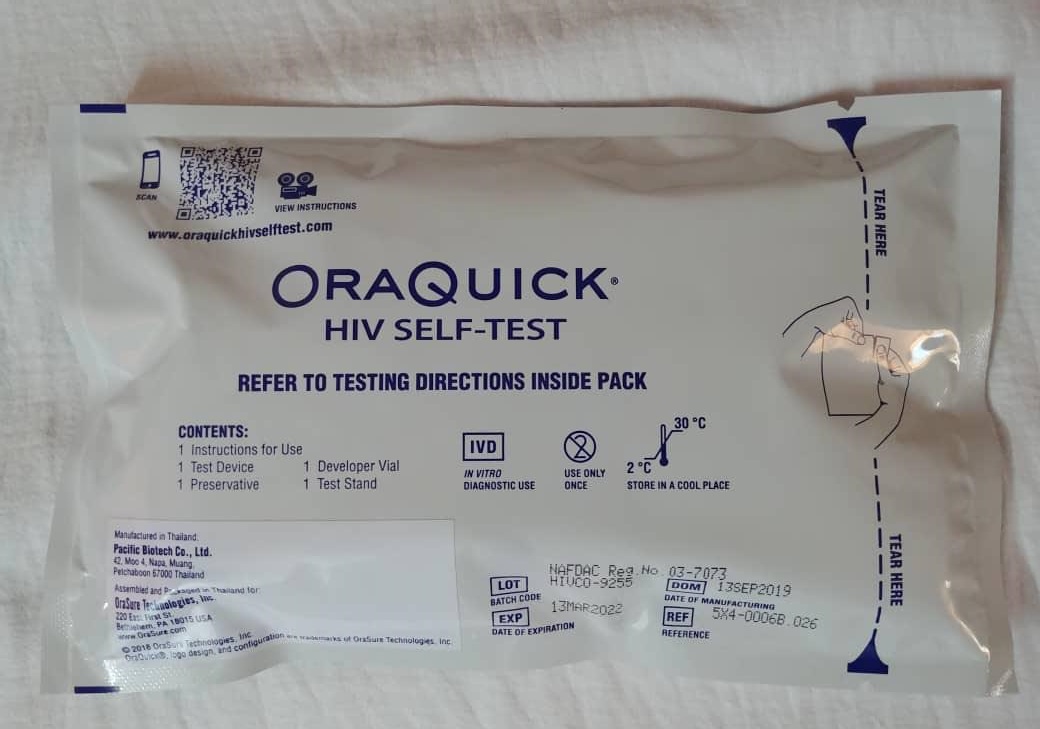 SCAN
VIEW INSTRUCTIONS
www.oraquickhivselftest.com
ORAQUICK®
HIV SELF-TEST
REFER TO TESTING DIRECTIONS INSIDE PACK
CONTENTS:
1 Instructions for Use
1 Test Device
1 Developer Vial
1 Preservative
1 Test Stand
IVD
IN VITRO
DIAGNOSTIC USE
2
USE ONLY
ONCE
30 °C
2 °C
STORE IN A COOL PLACE
TEAR HERE
TEAR HERE
Manufactured in Thailand:
Pacific Biotech Co., Ltd.
42, Moo 4, Napa, Muang,
Petchaboon 67000 Thailand
Assembled and Packaged in Thailand for:
OraSure Technologies, Inc.
220 East First St.
Bethlehem, PA 18015 USA
www.OraSure.com
© 2018 OraSure Technologies, Inc.
OraQuick®, logo design, and configuration are trademarks of OraSure Technologies, Inc.
NAFDAC Reg.No.03-7073
LOT HIVCO-9255
BATCH CODE
EXP 13MAR2022
DATE OF EXPIRATION
DOM 13SEP2019
DATE OF MANUFACTURING
REF 5X4-0006B.026
REFERENCE